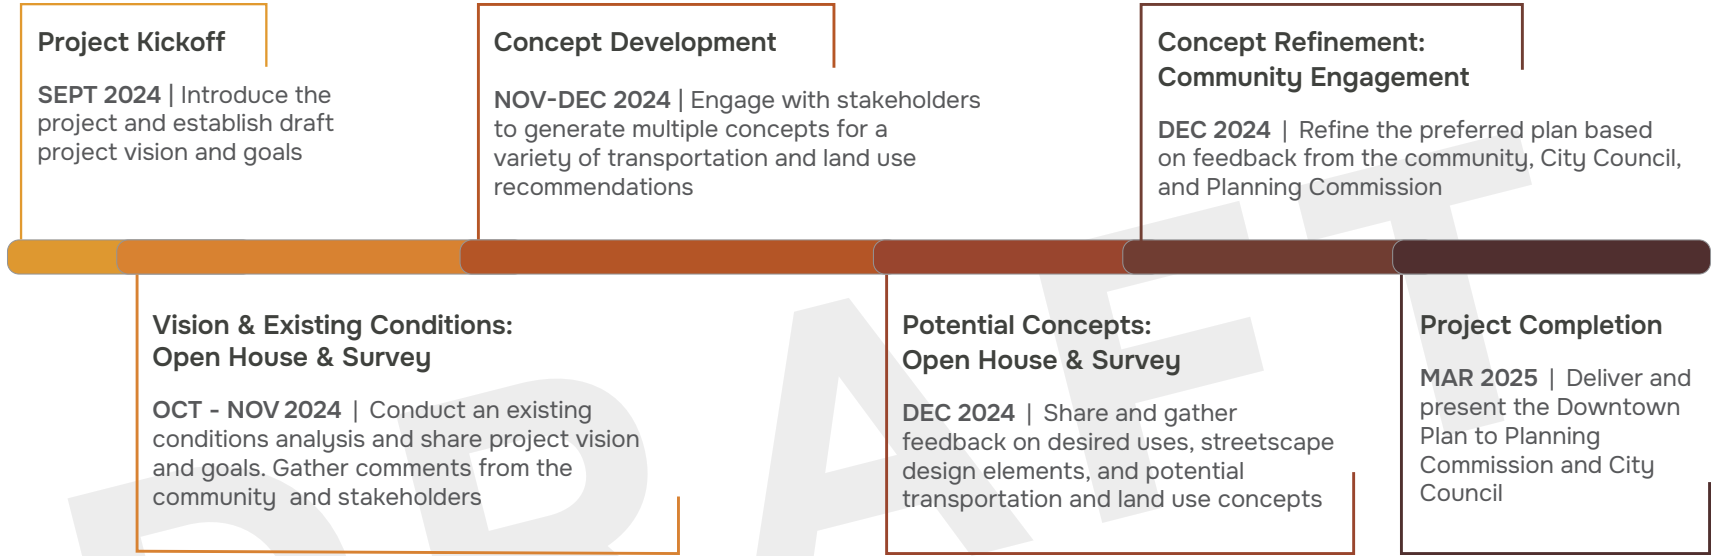 Project Kickoff
SEPT 2024 | Introduce the
project and establish draft
project vision and goals
Concept Development
NOV-DEC 2024 | Engage with stakeholders
to generate multiple concepts for a
variety of transportation and land use
recommendations
Concept Refinement:
Community Engagement
DEC 2024 | Refine the preferred plan based
on feedback from the community, City Council,
and Planning Commission
Vision & Existing Conditions:
Open House & Survey
OCT - NOV 2024 | Conduct an existing
conditions analysis and share project vision
and goals. Gather comments from the
community and stakeholders
Potential Concepts:
Open House & Survey
DEC 2024 | Share and gather
feedback on desired uses, streetscape
design elements, and potential
transportation and land use concepts
Project Completion
MAR 2025 | Deliver and
present the Downtown
Plan to Planning
Commission and City
Council
DRAFT